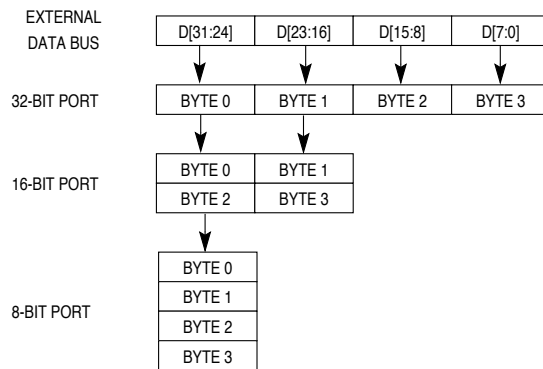 EXTERNAL
DATA BUS
D[31:24] D[23:16] D[15:8] D[7:0]
32-BIT PORT BYTE 0 BYTE 1 BYTE 2 BYTE 3
16-BIT PORT
BYTE 0 BYTE 1
BYTE 2 BYTE 3
8-BIT PORT
BYTE 0
BYTE 1
BYTE 2
BYTE 3